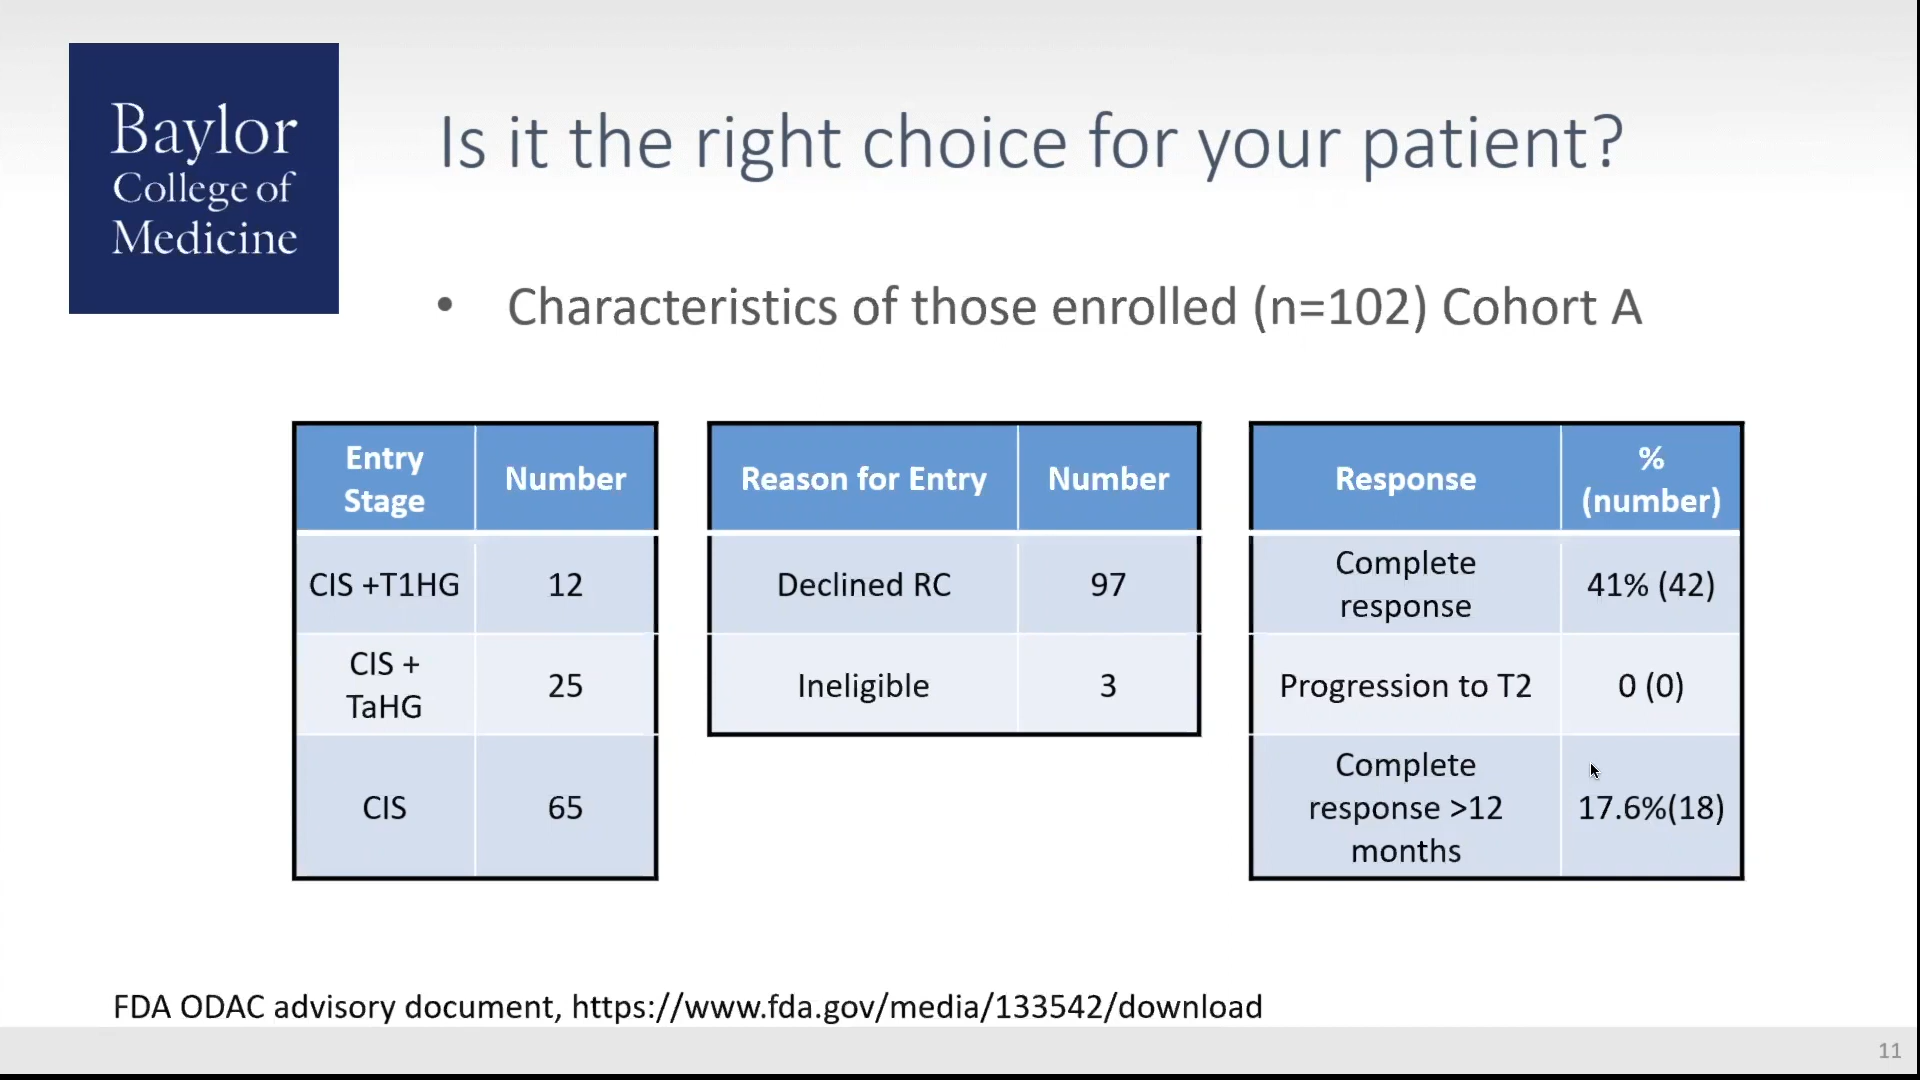 Baylor
College of
Medicine
Is it the right choice for your patient?
• Characteristics of those enrolled (n=102) Cohort A
Entry
Stage
Number
CIS +T1HG
12
CIS +
TaHG
25
CIS
65
Reason for Entry
Number
Declined RC
97
Ineligible
3
Response
%
(number)
Complete
response
41% (42)
Progression to T2
0 (0)
Complete
response >12
months
17.6%(18)
FDA ODAC advisory document, https://www.fda.gov/media/133542/download
11